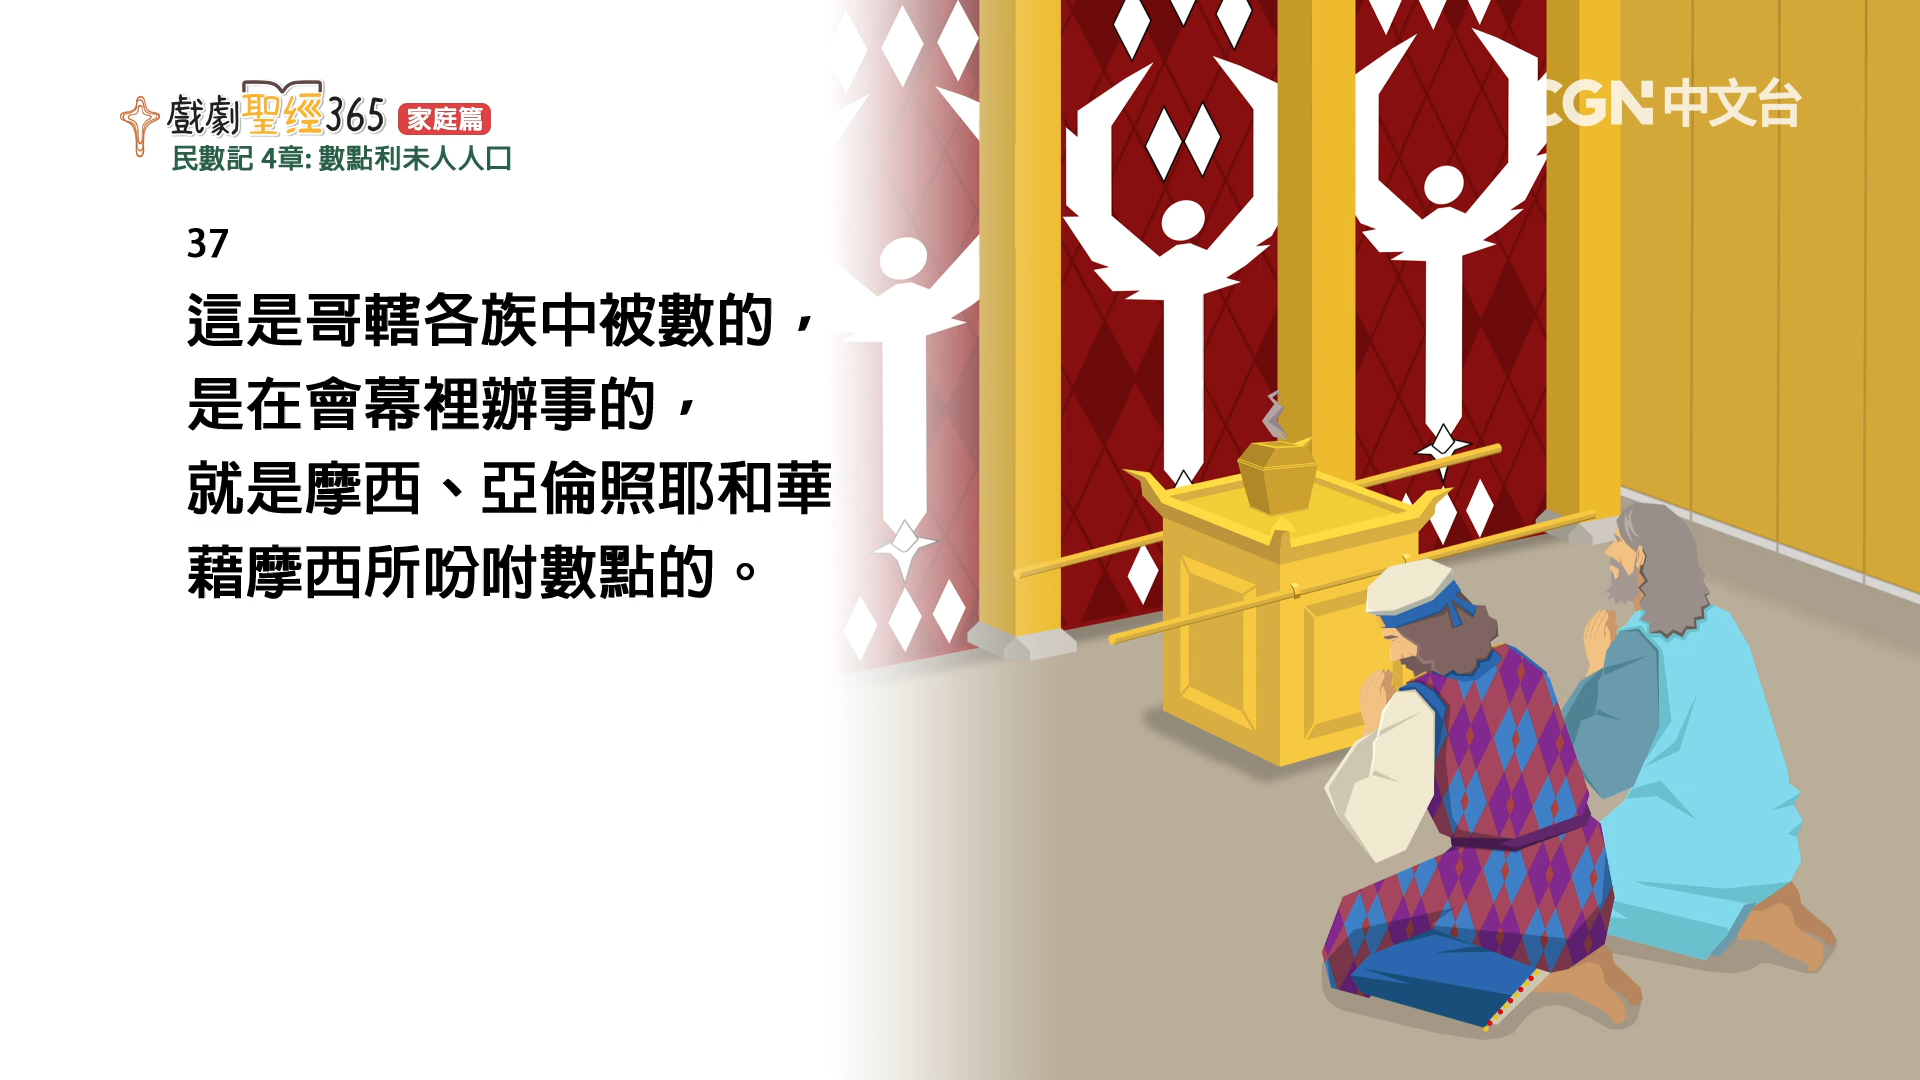 戲劇聖經365 家庭篇
CGN 中文台
民數記 4章: 數點利未人人口
37
這是哥轄各族中被數的，
是在會幕裡辦事的，
就是摩西、亞倫照耶和華
藉摩西所吩咐數點的。